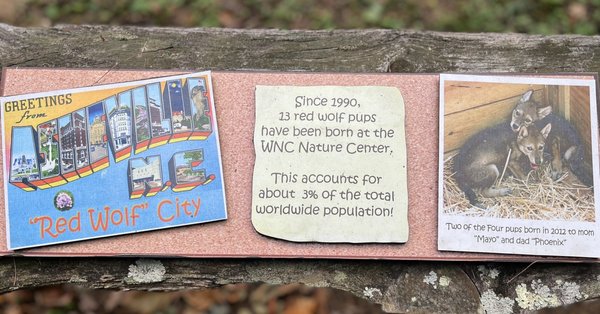 GREETINGS
from
ASHEVILLE
N.C.
"Red Wolf" City
Since 1990,
13 red wolf pups
have been born at the
WNC Nature Center.
This accounts for
about 3% of the total
worldwide population!
Two of the Four pups born in 2012 to mom
"Mayo" and dad "Phoenix"